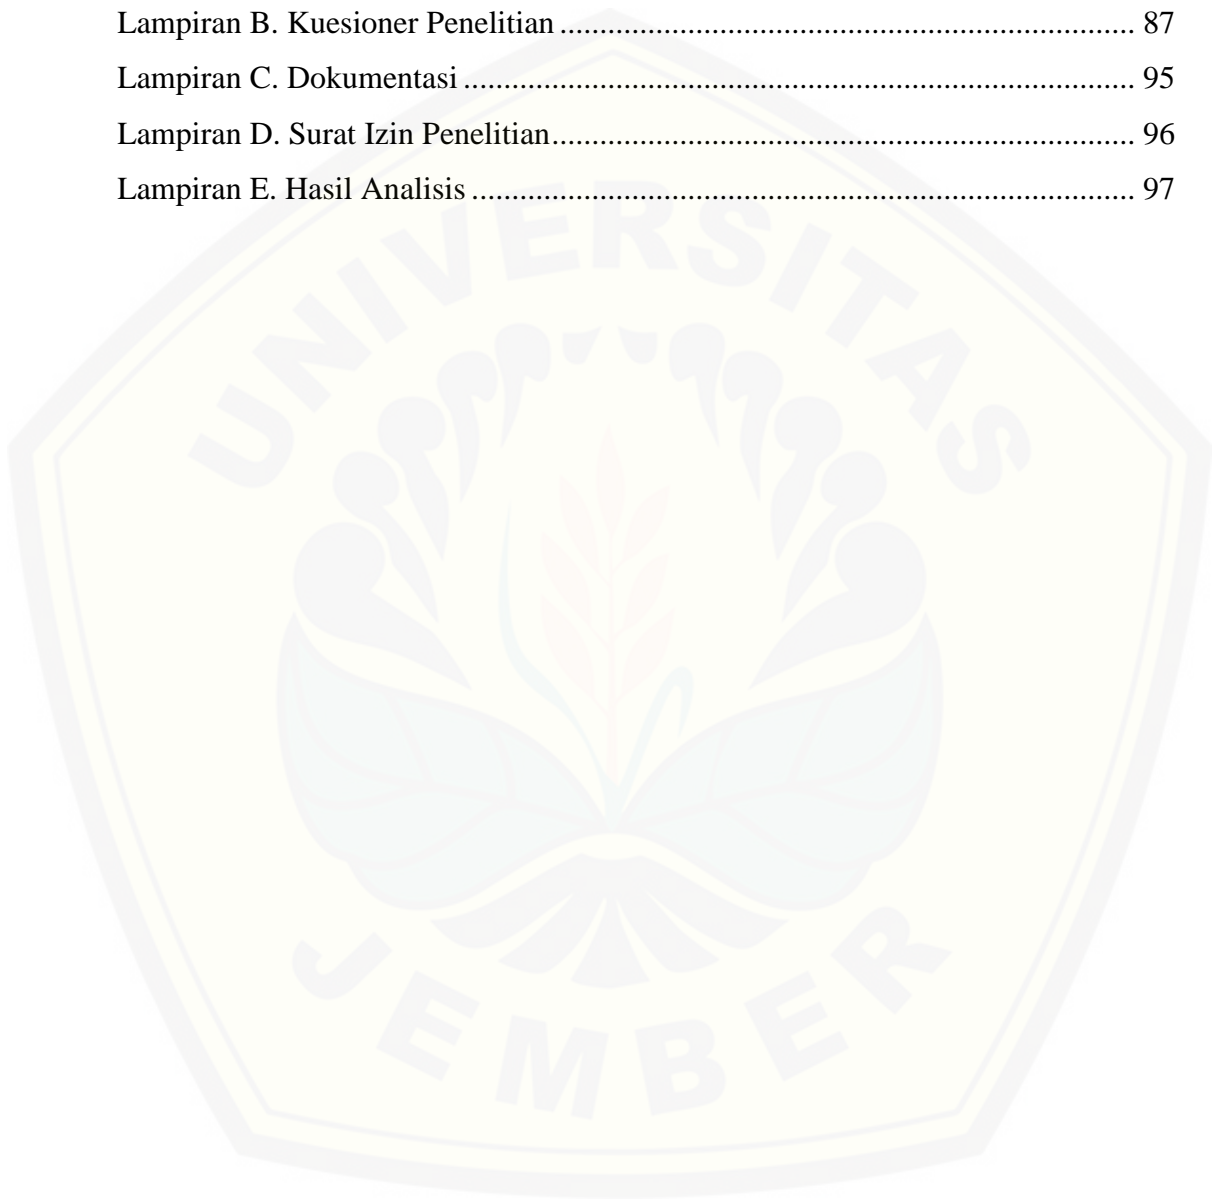 Lampiran B. Kuesioner Penelitian ........................................................................ 87
Lampiran C. Dokumentasi .................................................................................... 95
Lampiran D. Surat Izin Penelitian......................................................................... 96
Lampiran E. Hasil Analisis ................................................................................... 97
UNIVERSITAS
JEMBER